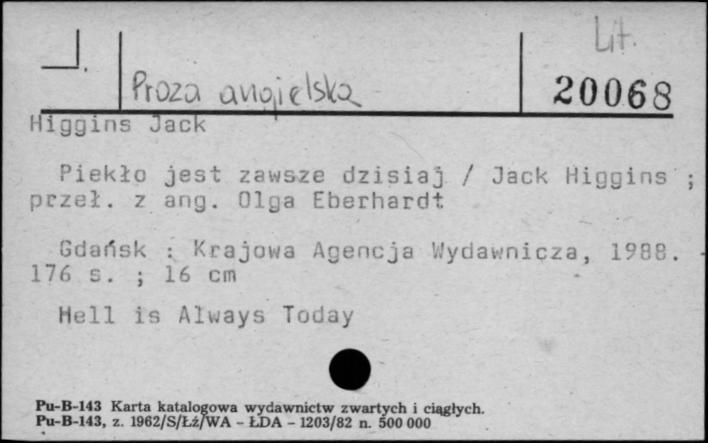 Lit.
Proza angielska
20068
Higgins Jack
Piekło jest zawsze dzisiaj / Jack Higgins ;
przeł. z ang. Olga Eberhardt
Gdańsk : Krajowa Agencja Wydawnicza, 1988. -
176 s. ; 16 cm
Hell is Always Today
Pu-B-143 Karta katalogowa wydawnictw zwartych i ciągłych.
Pu-B-143, z. 1962/S/Łż/WA - ŁDA - 1203/82 n. 500 000